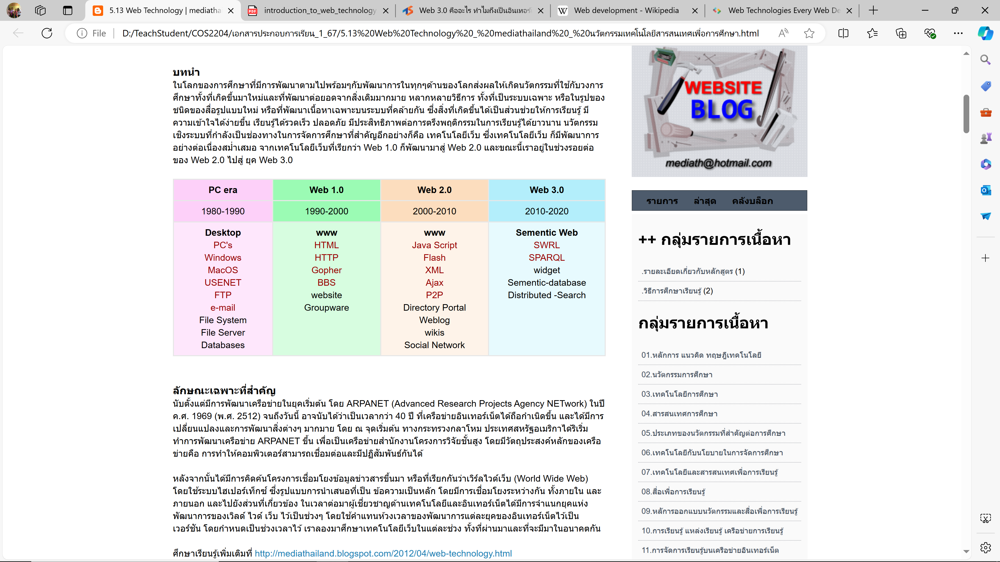 5.13 Web Technology | mediatha
introduction_to_web_technology
Web 3.0 คืออะไร ทำไมถึงเป็นอินเทอร์
Web development - Wikipedia
Web Technologies Every Web De
File
D:/TeachStudent/COS2204/เอกสารประกอบการเรียน_1_67/5.13%20Web%20Technology%20_%20mediathailand%20_%20นวัตกรรมเทคโนโลยีสารสนเทศเพื่อการศึกษา.html
บทนำ
ในโลกของการศึกษาที่มีการพัฒนาตามไปพร้อมๆกับพัฒนาการในทุกๆด้านของโลกส่งผลให้เกิดนวัตกรรมที่ใช้กับวงการ
ศึกษาทั้งที่เกิดขึ้นมาใหม่และที่พัฒนาต่อยอดจากสิ่งเดิมมากมาย หลากหลายวิธีการ ทั้งที่เป็นระบบเฉพาะ หรือในรูปของ
ชนิดของสื่อรูปแบบใหม่ หรือที่พัฒนาเนื้อหาเฉพาะบนระบบที่คล้ายกัน ซึ่งสิ่งที่เกิดขึ้นได้เป็นส่วนช่วยให้การเรียนรู้ มี
ความเข้าใจได้ง่ายขึ้น เรียนรู้ได้รวดเร็ว ปลอดภัย มีประสิทธิภาพต่อการตรึงพฤติกรรมในการเรียนรู้ได้ยาวนาน นวัตกรรม
เชิงระบบที่กำลังเป็นช่องทางในการจัดการศึกษาที่สำคัญอีกอย่างก็คือ เทคโนโลยีเว็บ ซึ่งเทคโนโลยีเว็บ ก็มีพัฒนาการ
อย่างต่อเนื่องสม่ำเสมอ จากเทคโนโลยีเว็บที่เรียกว่า Web 1.0 ก็พัฒนามาสู่ Web 2.0 และขณะนี้เราอยู่ในช่วงรอยต่อ
ของ Web 2.0 ไปสู่ ยุค Web 3.0
PC era
1980-1990
Desktop
PC's
Windows
MacOS
USENET
FTP
e-mail
File System
File Server
Databases
Web 1.0
1990-2000
www
HTML
HTTP
Gopher
BBS
website
Groupware
Web 2.0
2000-2010
www
Java Script
Flash
XML
Ajax
P2P
Directory Portal
Weblog
wikis
Social Network
Web 3.0
2010-2020
Sementic Web
SWRL
SPARQL
widget
Sementic-database
Distributed -Search
ลักษณะเฉพาะที่สำคัญ
นับตั้งแต่มีการพัฒนาเครือข่ายในยุคเริ่มต้น โดย ARPANET (Advanced Research Projects Agency NETwork) ในปี
ค.ศ. 1969 (พ.ศ. 2512) จนถึงวันนี้ อาจนับได้ว่าเป็นเวลากว่า 40 ปี ที่เครือข่ายอินเทอร์เน็ตได้ถือกำเนิดขึ้น และได้มีการ
เปลี่ยนแปลงและการพัฒนาสิ่งต่างๆ มากมาย โดย ณ จุดเริ่มต้น ทางกระทรวงกลาโหม ประเทศสหรัฐอเมริกาได้ริเริ่ม
ทำการพัฒนาเครือข่าย ARPANET ขึ้น เพื่อเป็นเครือข่ายสำนักงานโครงการวิจัยชั้นสูง โดยมีวัตถุประสงค์หลักของเครือ
ข่ายคือ การทำให้คอมพิวเตอร์สามารถเชื่อมต่อและมีปฏิสัมพันธ์กันได้
หลังจากนั้นได้มีการคิดค้นโครงการเชื่อมโยงข้อมูลข่าวสารขึ้นมา หรือที่เรียกกันว่าเวิร์ลไวด์เว็บ (World Wide Web)
โดยใช้ระบบไฮเปอร์เท็กซ์ ซึ่งรูปแบบการนำเสนอที่เป็น ข้อความเป็นหลัก โดยมีการเชื่อมโยงระหว่างกัน ทั้งภายใน และ
ภายนอก และไปยังส่วนที่เกี่ยวข้อง ในเวลาต่อมาผู้เชี่ยวชาญด้านเทคโนโลยีและอินเทอร์เน็ตได้มีการจำแนกยุคแห่ง
พัฒนาการของเวิลด์ ไวด์ เว็บ ไว้เป็นช่วงๆ โดยใช้คำแทนห้วงเวลาของพัฒนาการแต่ละยุคของอินเทอร์เน็ตไว้เป็น
เวอร์ชัน โดยกำหนดเป็นช่วงเวลาไว้ เราลองมาศึกษาเทคโนโลยีเว็บในแต่ละช่วง ทั้งที่ผ่านมาและที่จะมีมาในอนาคตกัน
ศึกษาเรียนรู้เพิ่มเติมที่ http://mediathailand.blogspot.com/2012/04/web-technology.html
WEBSITE
BLOG
mediath@hotmail.com
รายการ ล่าสุด คลังบล็อก
++ กลุ่มรายการเนื้อหา
.รายละเอียดเกี่ยวกับหลักสูตร (1)
.วิธีการศึกษาเรียนรู้ (2)
กลุ่มรายการเนื้อหา
01.หลักการ แนวคิด ทฤษฎีเทคโนโลยี
02.นวัตกรรมการศึกษา
03.เทคโนโลยีการศึกษา
04.สารสนเทศการศึกษา
05.ประเภทของนวัตกรรมที่สำคัญต่อการศึกษา
06.เทคโนโลยีกับนโยบายในการจัดการศึกษา
07.เทคโนโลยีและสารสนเทศเพื่อการเรียนรู้
08.สื่อเพื่อการเรียนรู้
09.หลักการออกแบบนวัตกรรมและสื่อเพื่อการเรียนรู้
10.การเรียนรู้ แหล่งเรียนรู้ เครือข่ายการเรียนรู้
11.การจัดการเรียนรู้บนเครือข่ายอินเทอร์เน็ต